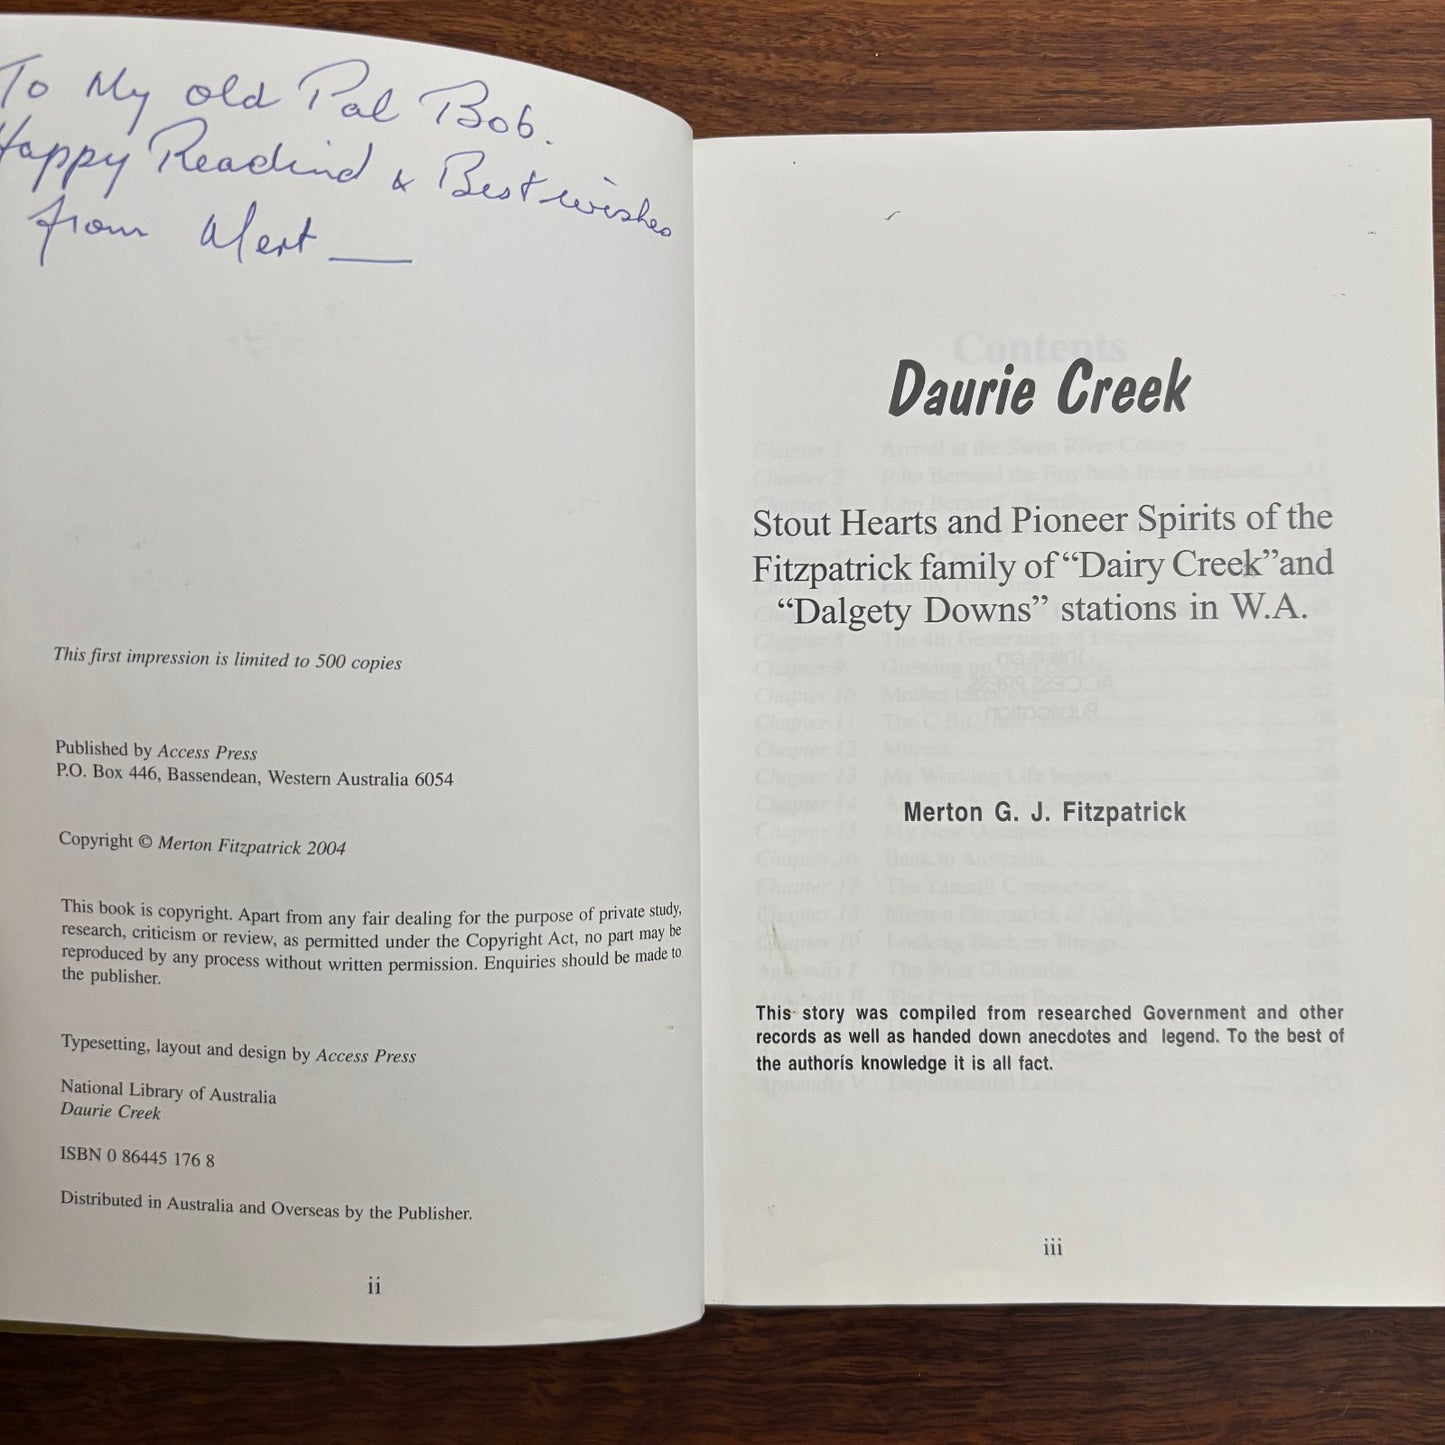 To My old Pal Bob.
Happy Readind & Best wishes
from Mert
This first impression is limited to 500 copies
Published by Access Press
P.O. Box 446, Bassendean, Western Australia 6054
Copyright © Merton Fitzpatrick 2004
This book is copyright. Apart from any fair dealing for the purpose of private study,
research, criticism or review, as permitted under the Copyright Act, no part may be
reproduced by any process without written permission. Enquiries should be made to
the publisher.
Typesetting, layout and design by Access Press
National Library of Australia
Daurie Creek
ISBN 0 86445 176 8
Distributed in Australia and Overseas by the Publisher.
ii
Daurie Creek
Stout Hearts and Pioneer Spirits of the
Fitzpatrick family of “Dairy Creek”and
“Dalgety Downs” stations in W.A.
Merton G. J. Fitzpatrick
This story was compiled from researched Government and other
records as well as handed down anecdotes and legend. To the best of
the authorís knowledge it is all fact.
iii